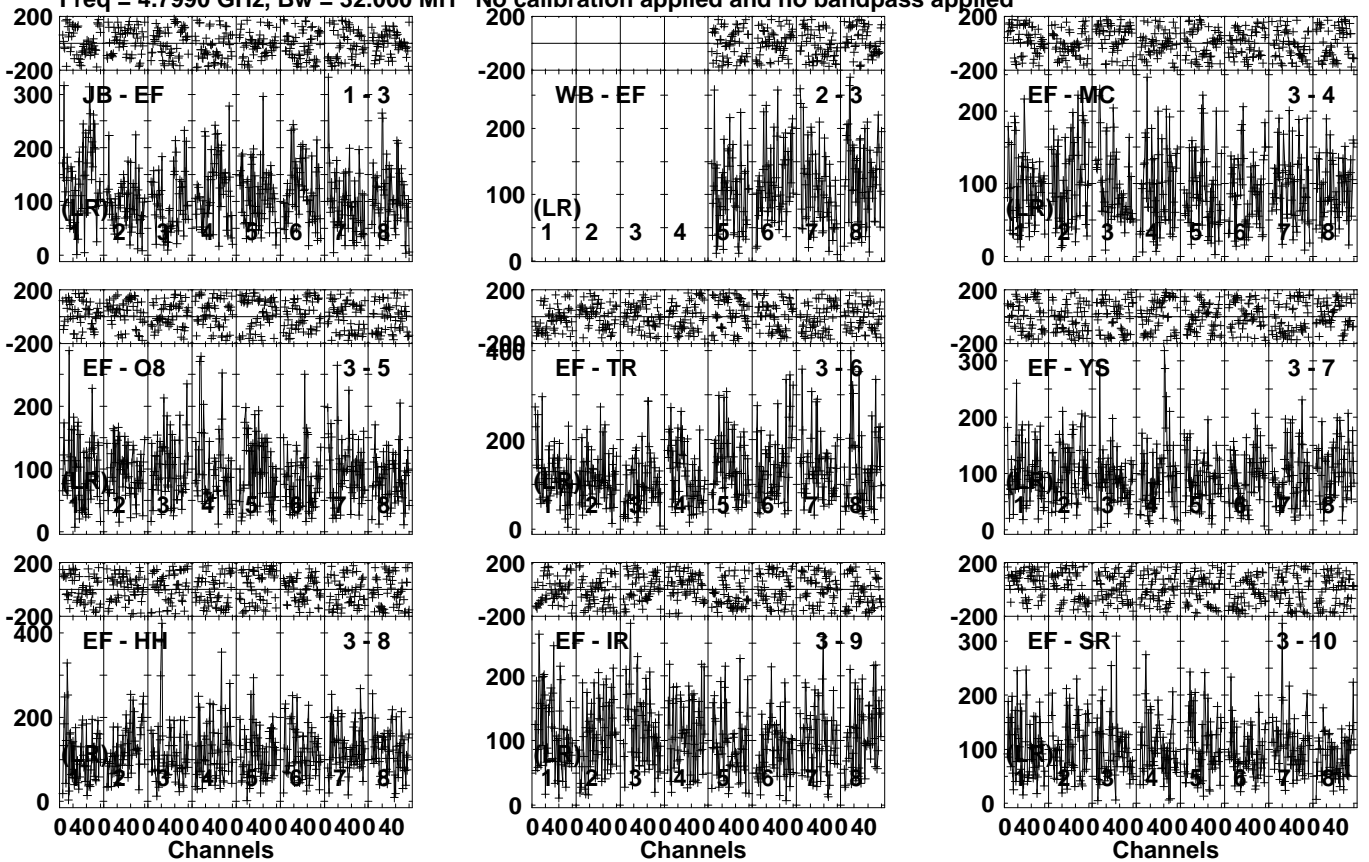 Freq = 4.7990 GHz, Bw = 32.000 MH No calibration applied and no bandpass applied
200 200 200
-200 -200
JB - EF 1 - 3 WB - EF 2 - 3 EF - MC 3 - 4
300
200 200 200
100 100 100
(LR) (LR) (LR)
1 2 3 4 5 6 7 8 1 2 3 4 5 6 7 8 1 2 3 4 5 6 7 8
0 0 0
200 200 200
-200 -200 -200
400
EF - O8 3 - 5 EF - TR 3 - 6 EF - YS 3 - 7
300
200 200 200
100 100
(LR) (LR) (LR)
1 2 3 4 5 6 7 8 1 2 3 4 5 6 7 8 1 2 3 4 5 6 7 8
0 0 0
200 200 200
-200 -200 -200
EF - HH 3 - 8 EF - IR 3 - 9 EF - SR 3 - 10
400 300
200 200 200
100 100
(LR) (LR) (LR)
1 2 3 4 5 6 7 8 1 2 3 4 5 6 7 8 1 2 3 4 5 6 7 8
0 0 0
0 40 0 40 0 40 0 40 0 40 0 40 0 40 0 40 0 40 0 40 0 40 0 40 0 40 0 40 0 40 0 40 0 40 0 40 0 40 0 40 0 40 0 40 0 40 0 40
Channels Channels Channels